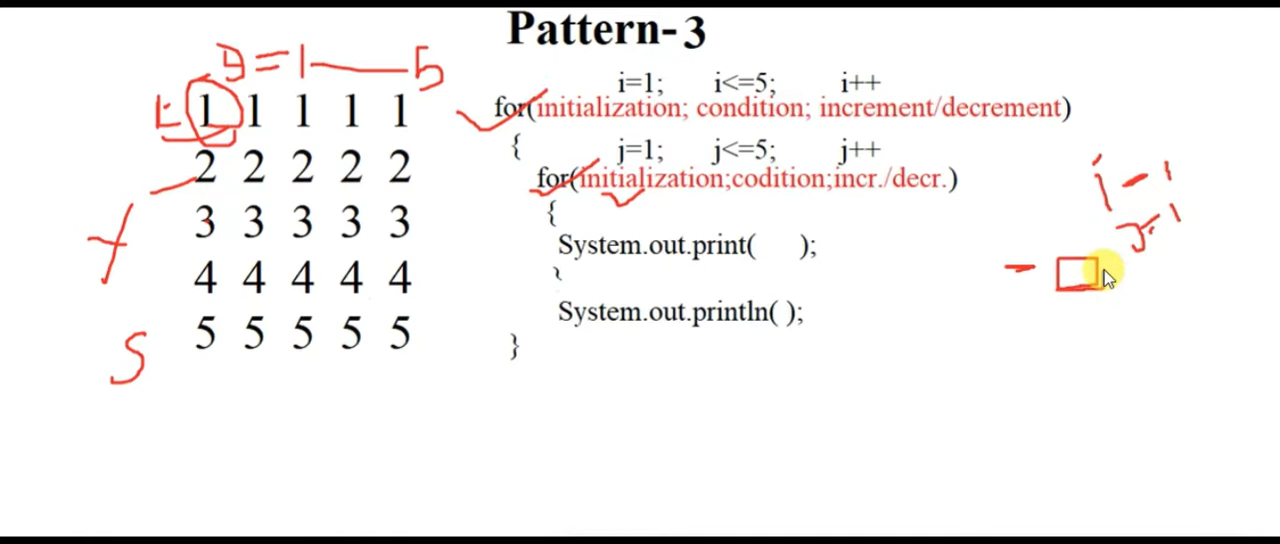 Pattern-3
j=1 5
i=1; i<=5; i++
1 1 1 1 1 for(initialization; condition; increment/decrement)
{ j=1; j<=5; j++
2 2 2 2 2 for(initialization;codition;incr./decr.)
i-1
3 3 3 3 3 {
j-1
System.out.print( );
4 4 4 4 4 }
5 5 5 5 5 System.out.println( );
5 }